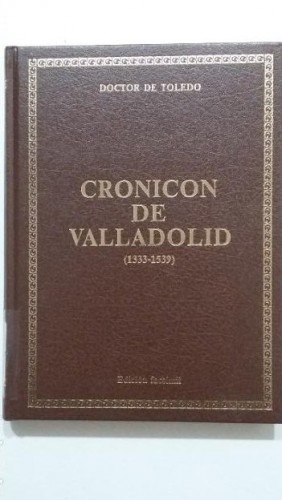 DOCTOR DE TOLEDO
CRONICON
DE
VALLADOLID
(1333-1539)
Edición facsímil